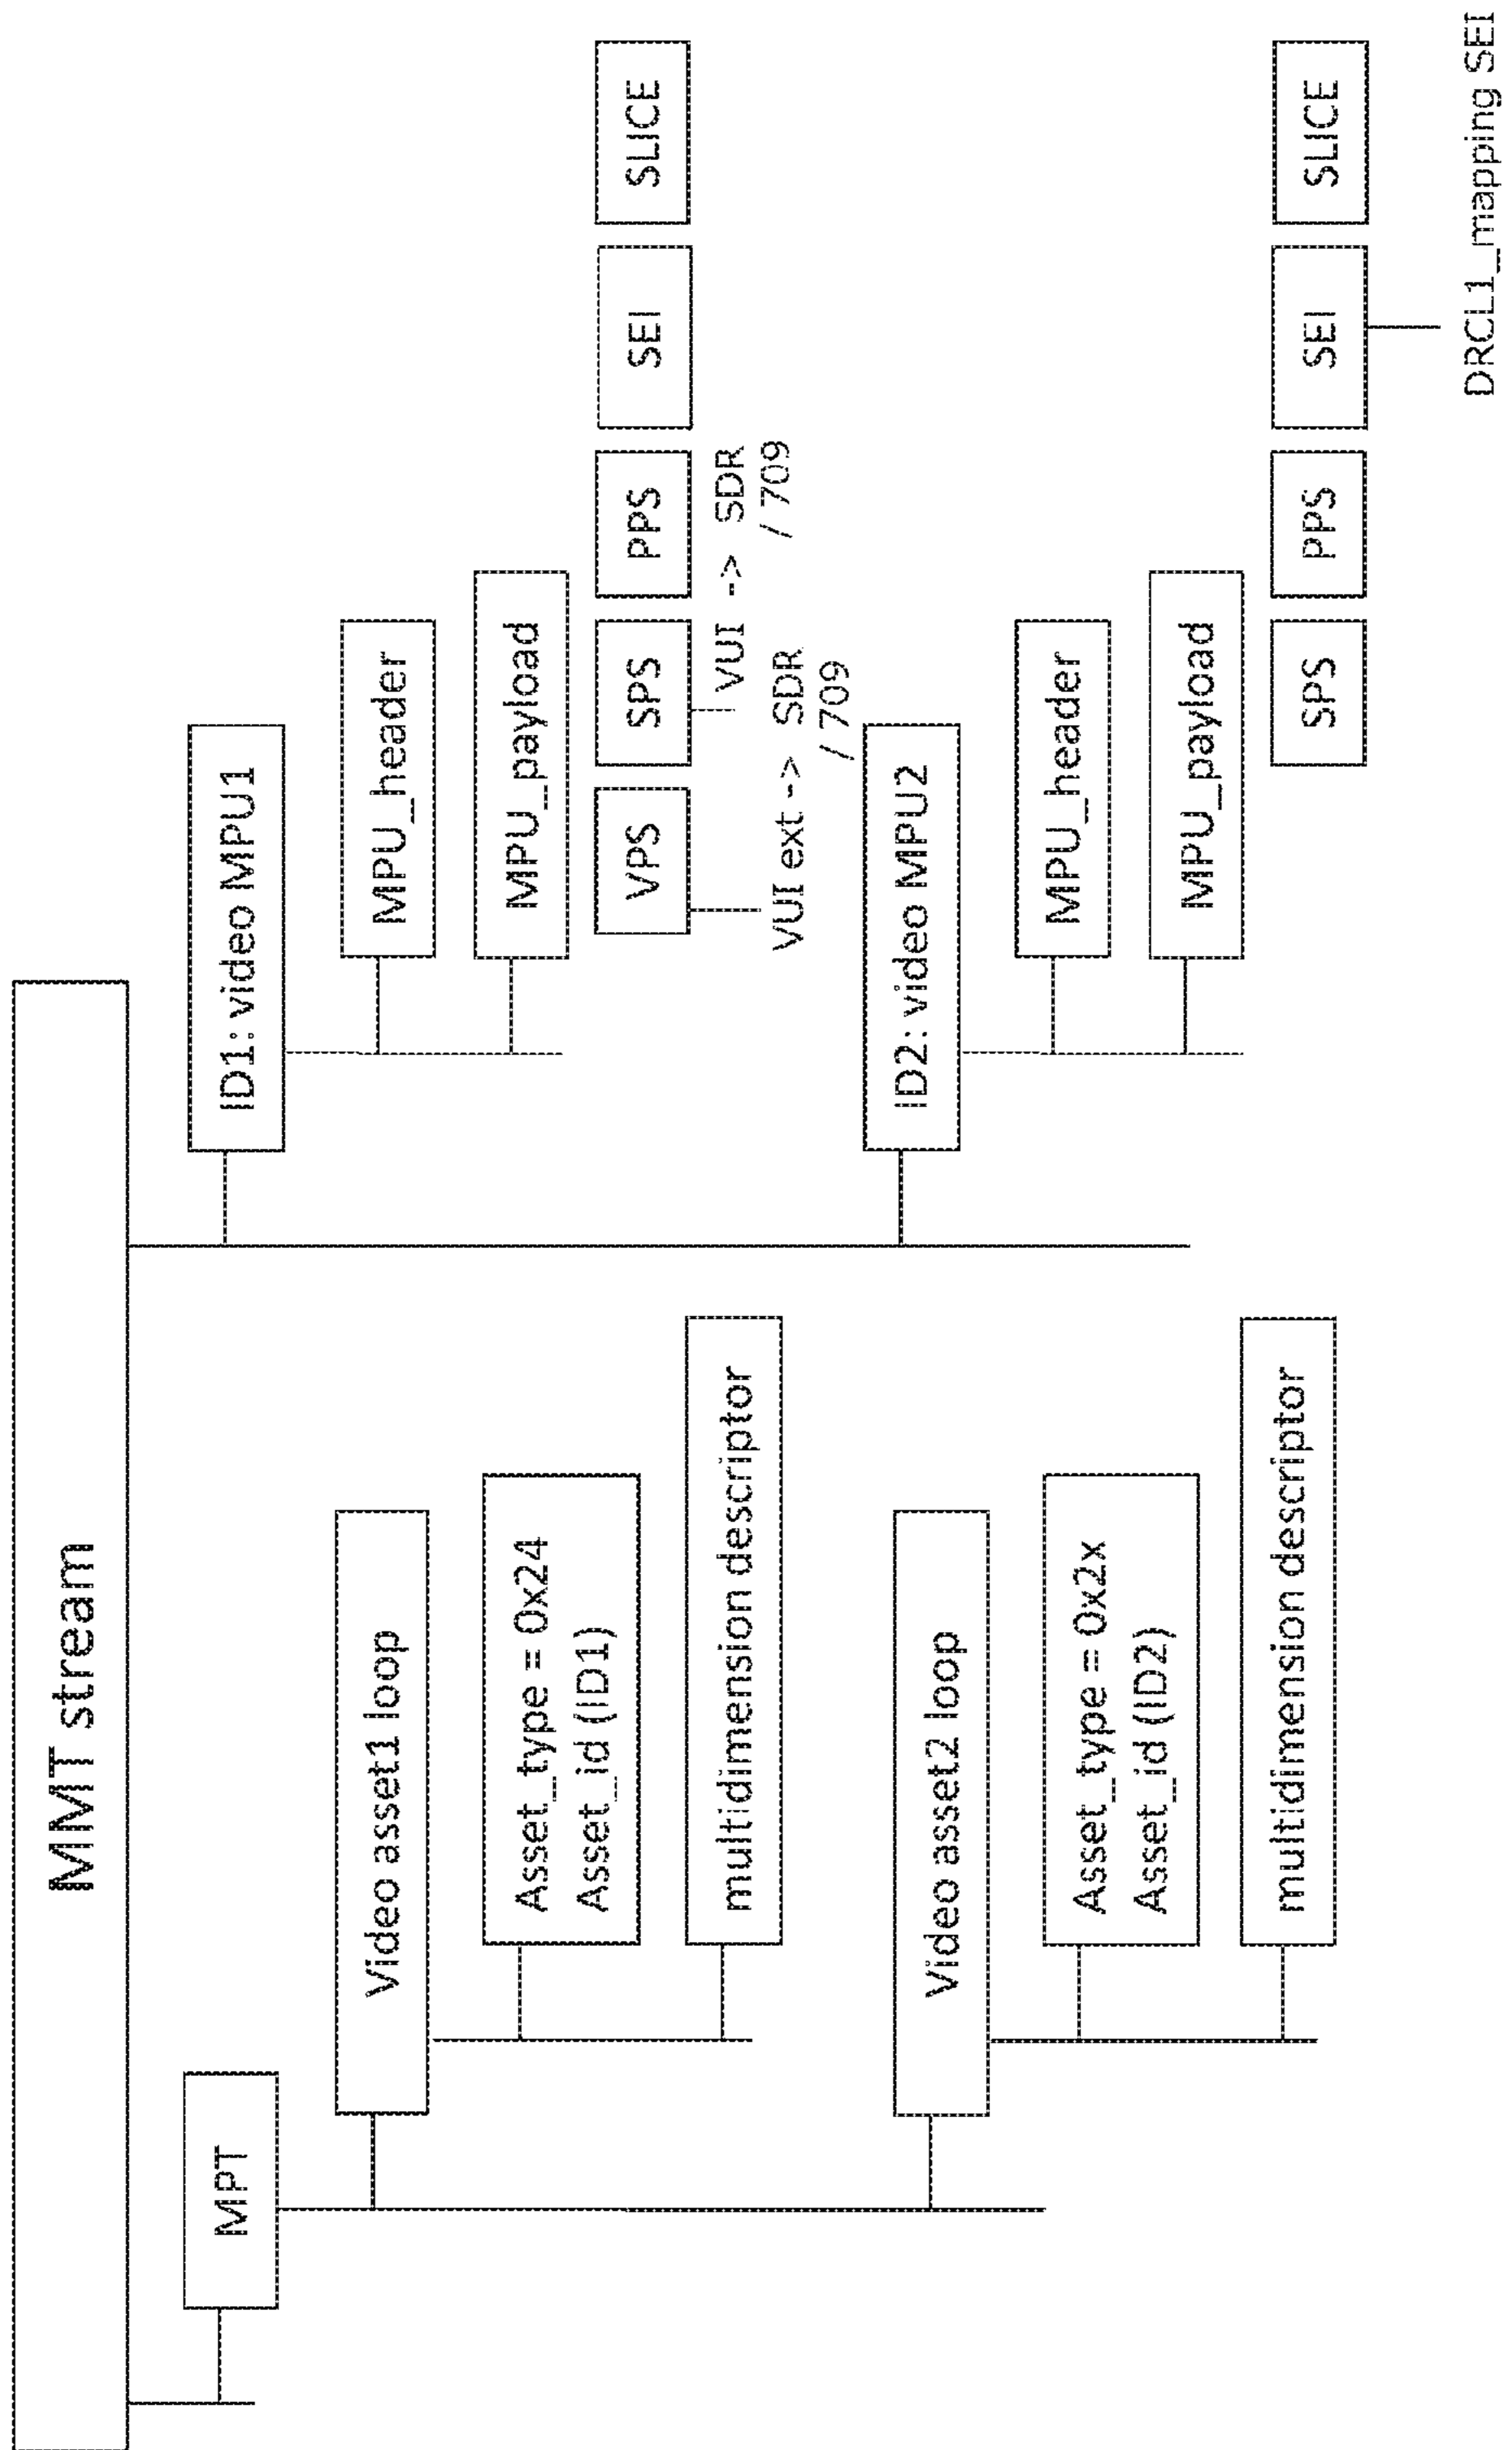 MMT stream
MPT
Video asset1 loop
Asset_type = 0x24
Asset_id (ID1)
multidimension descriptor
Video asset2 loop
Asset_type = 0x2x
Asset_id (ID2)
multidimension descriptor
ID1: video MPU1
MPU_header
MPU_payload
VPS SPS PPS SEI SLICE
VUI -> SDR
/ 709
VUI ext -> SDR
/ 709
ID2: video MPU2
MPU_header
MPU_payload
SPS PPS SEI SLICE
DRCL1_mapping SEI